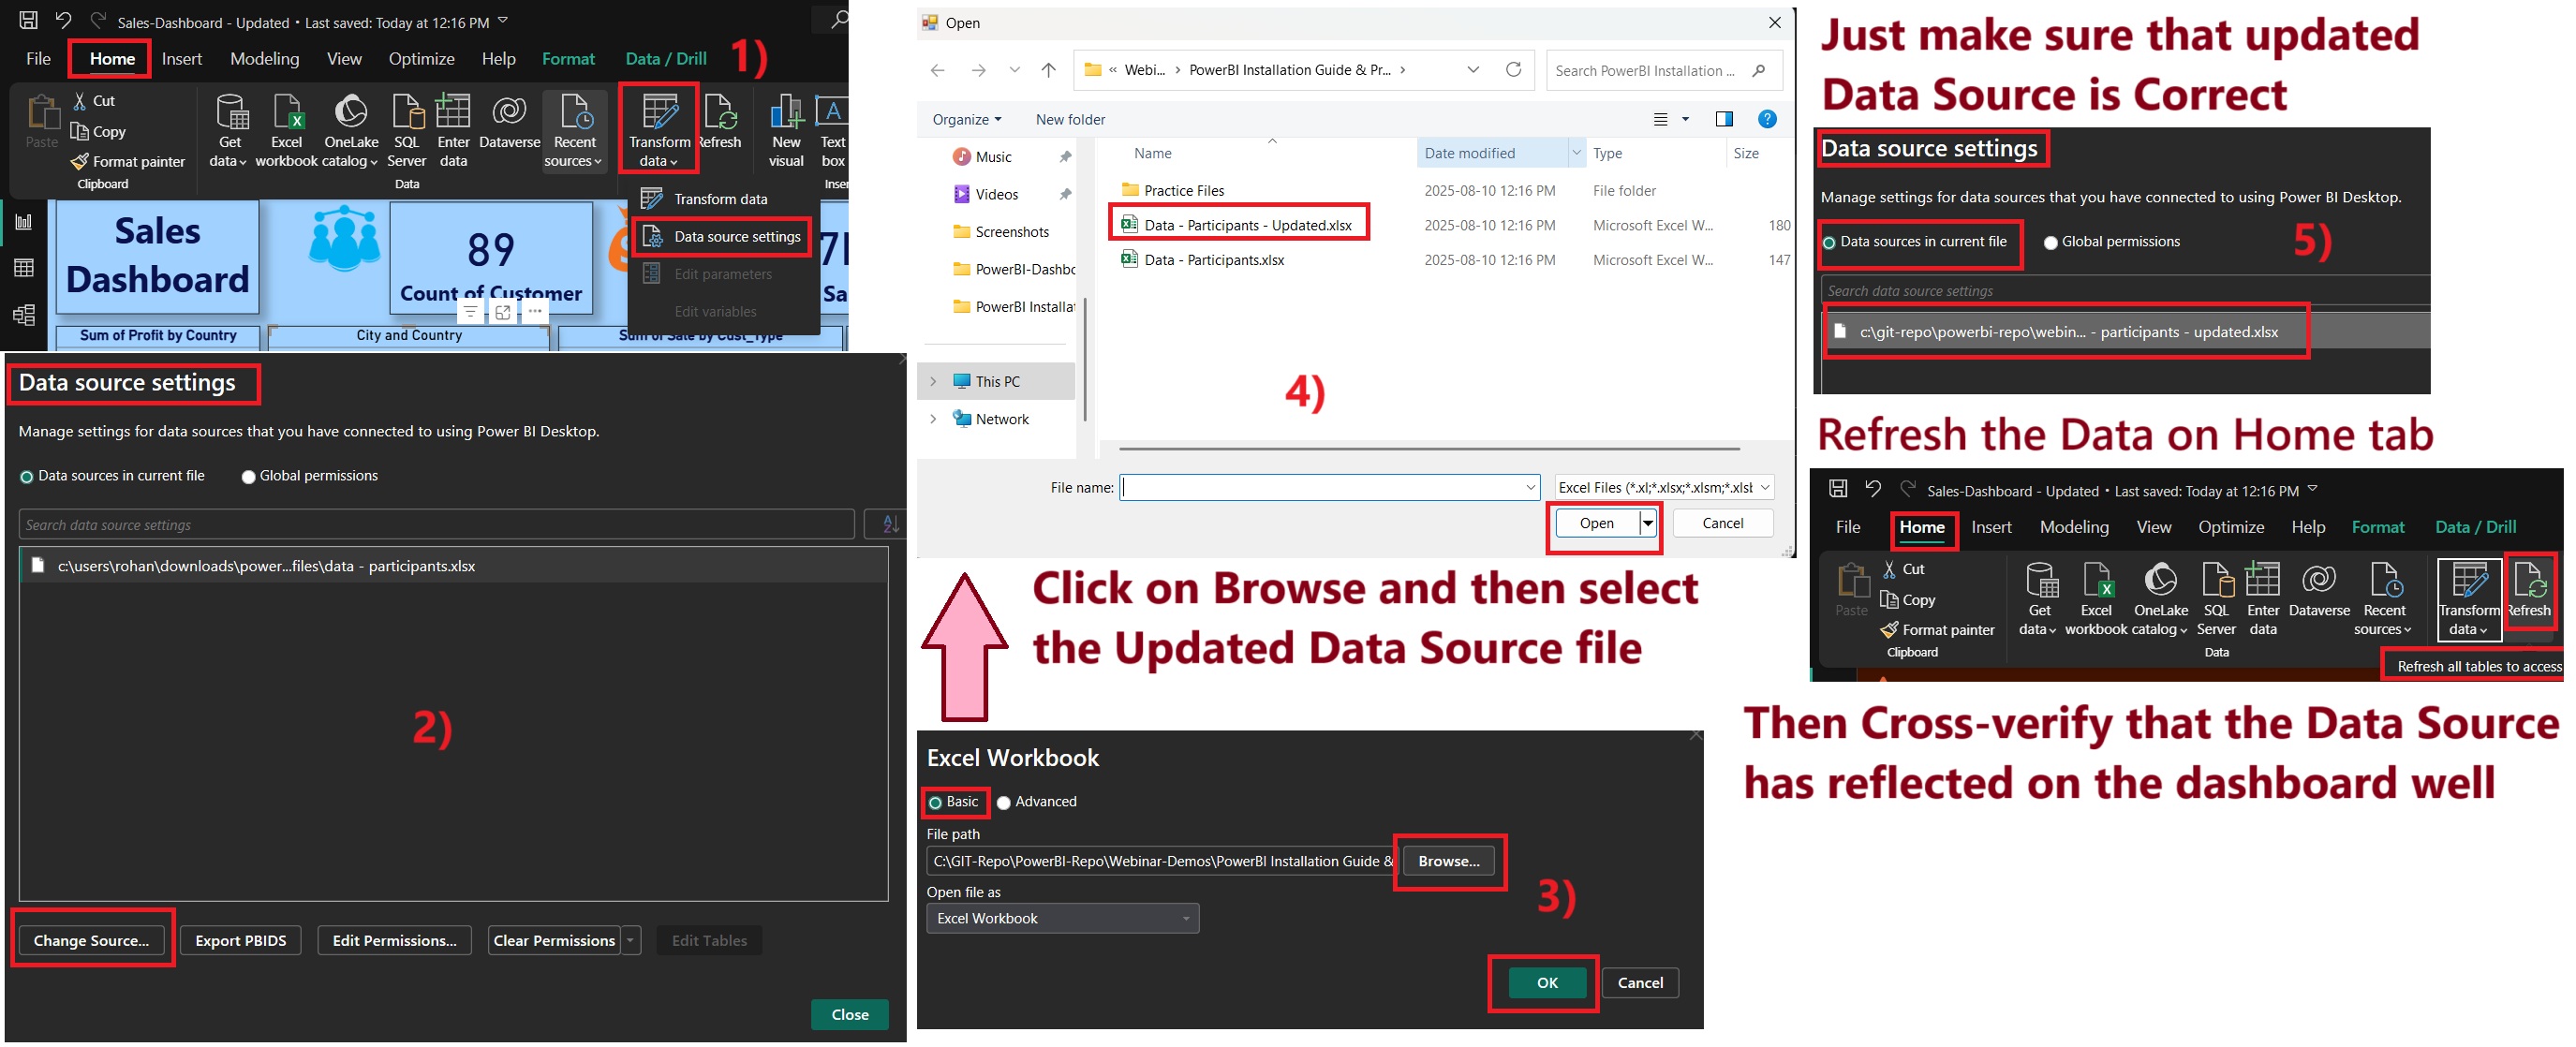 Sales-Dashboard - Updated • Last saved: Today at 12:16 PM
File Home Insert Modeling View Optimize Help Format Data / Drill
1)
Paste
Cut
Copy
Format painter
Clipboard
Get data
Excel workbook
OneLake catalog
SQL Server
Enter data
Dataverse
Recent sources
Data
Transform data
Refresh
New visual
Text box
Inser
Transform data
Data source settings
Edit parameters
Edit variables
Sales
Dashboard
89
Count of Customer
Sa
Sum of Profit by Country
City and Country
Sum of Sale by Cust_Type
Data source settings
Manage settings for data sources that you have connected to using Power BI Desktop.
Data sources in current file Global permissions
Search data source settings
c:\users\rohan\downloads\power...files\data - participants.xlsx
2)
Change Source... Export PBIDS Edit Permissions... Clear Permissions Edit Tables
Close
Open
« Webi... › PowerBI Installation Guide & Pr... ›
Search PowerBI Installation ...
Organize New folder
Name Date modified Type Size
Music
Videos
Screenshots
PowerBI-Dashbo
PowerBI Installat
This PC
Network
Practice Files 2025-08-10 12:16 PM File folder
Data - Participants - Updated.xlsx 2025-08-10 12:16 PM Microsoft Excel W... 180
Data - Participants.xlsx 2025-08-10 12:16 PM Microsoft Excel W... 147
4)
File name:
Excel Files (*.xl;*.xlsx;*.xlsm;*.xlsb
Open Cancel
Click on Browse and then select
the Updated Data Source file
Excel Workbook
Basic Advanced
File path
C:\GIT-Repo\PowerBI-Repo\Webinar-Demos\PowerBI Installation Guide &
Browse...
Open file as
Excel Workbook
3)
OK Cancel
Just make sure that updated
Data Source is Correct
Data source settings
Manage settings for data sources that you have connected to using Power BI Desktop.
Data sources in current file Global permissions
5)
Search data source settings
c:\git-repo\powerbi-repo\webin... - participants - updated.xlsx
Refresh the Data on Home tab
Sales-Dashboard - Updated • Last saved: Today at 12:16 PM
File Home Insert Modeling View Optimize Help Format Data / Drill
Paste
Cut
Copy
Format painter
Clipboard
Get data
Excel workbook
OneLake catalog
SQL Server
Enter data
Dataverse
Recent sources
Data
Transform data
Refresh
Refresh all tables to access
Then Cross-verify that the Data Source
has reflected on the dashboard well